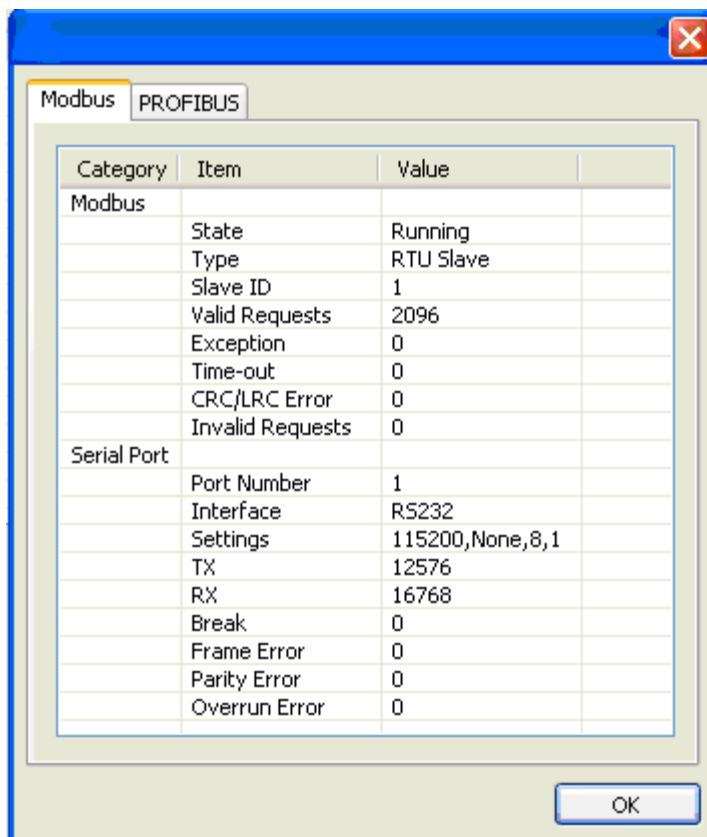 Modbus PROFIBUS
Category Item Value
Modbus
State Running
Type RTU Slave
Slave ID 1
Valid Requests 2096
Exception 0
Time-out 0
CRC/LRC Error 0
Invalid Requests 0
Serial Port
Port Number 1
Interface RS232
Settings 115200,None,8,1
TX 12576
RX 16768
Break 0
Frame Error 0
Parity Error 0
Overrun Error 0
OK